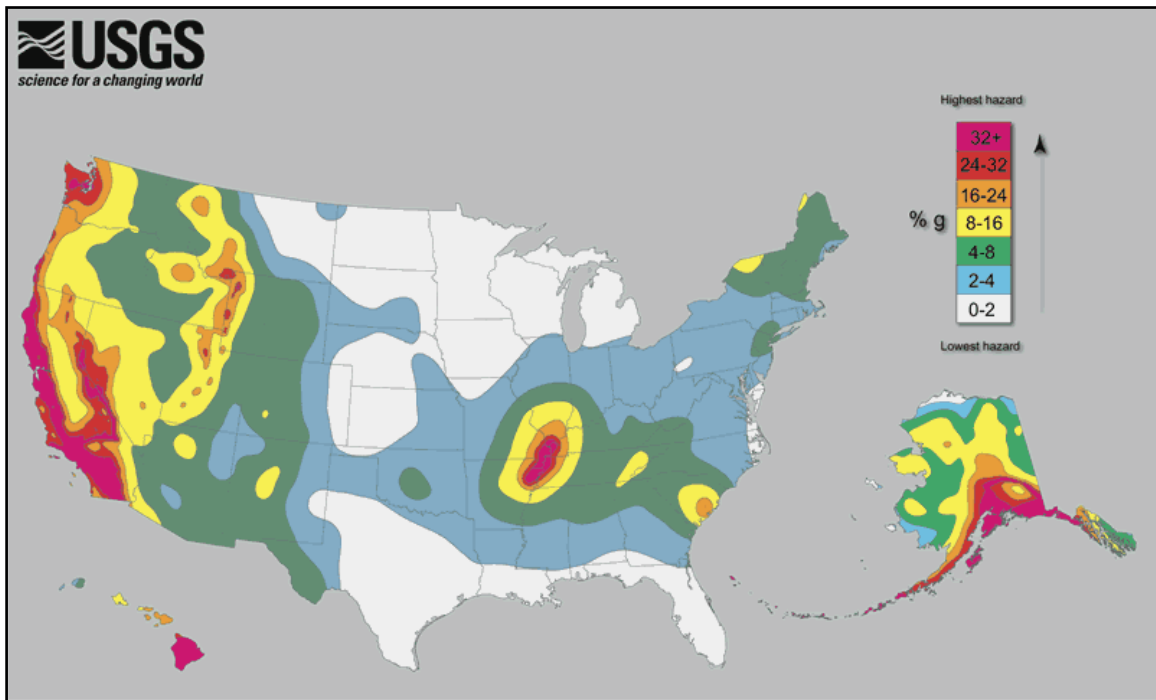 USGS
science for a changing world
Highest hazard
32+
24-32
16-24
% g
8-16
4-8
2-4
0-2
Lowest hazard